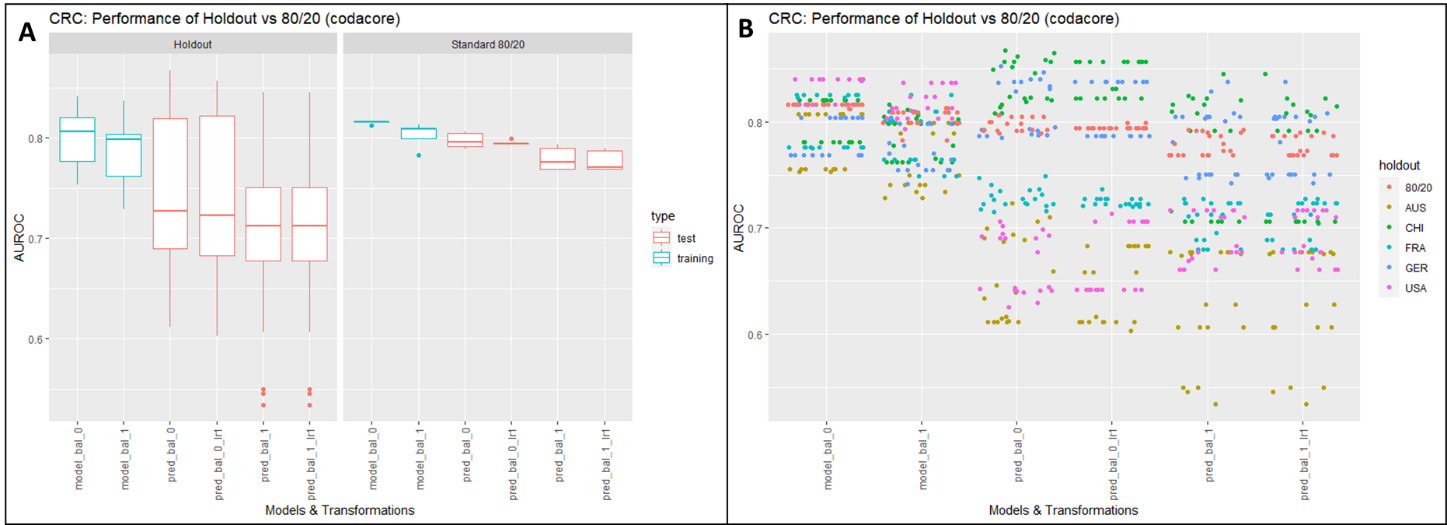 A
CRC: Performance of Holdout vs 80/20 (codacore)
Holdout
Standard 80/20
AUROC
0.8
0.7
0.6
model_bal_0
model_bal_1
pred_bal_0
pred_bal_0_lr1
pred_bal_1
pred_bal_1_lr1
model_bal_0
model_bal_1
pred_bal_0
pred_bal_0_lr1
pred_bal_1
pred_bal_1_lr1
Models & Transformations
type
test
training
B
CRC: Performance of Holdout vs 80/20 (codacore)
AUROC
0.8
0.7
0.6
model_bal_0
model_bal_1
pred_bal_0
pred_bal_0_lr1
pred_bal_1
pred_bal_1_lr1
Models & Transformations
holdout
80/20
AUS
CHI
FRA
GER
USA